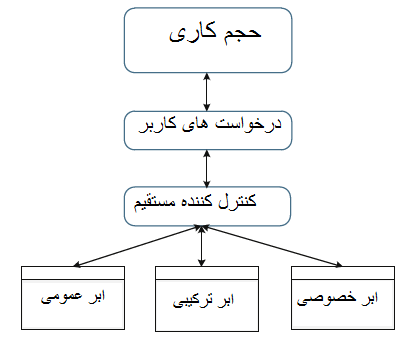 حجم کاری
درخواست های کاربر
کنترل کننده مستقیم
ابر خصوصی
ابر ترکیبی
ابر عمومی